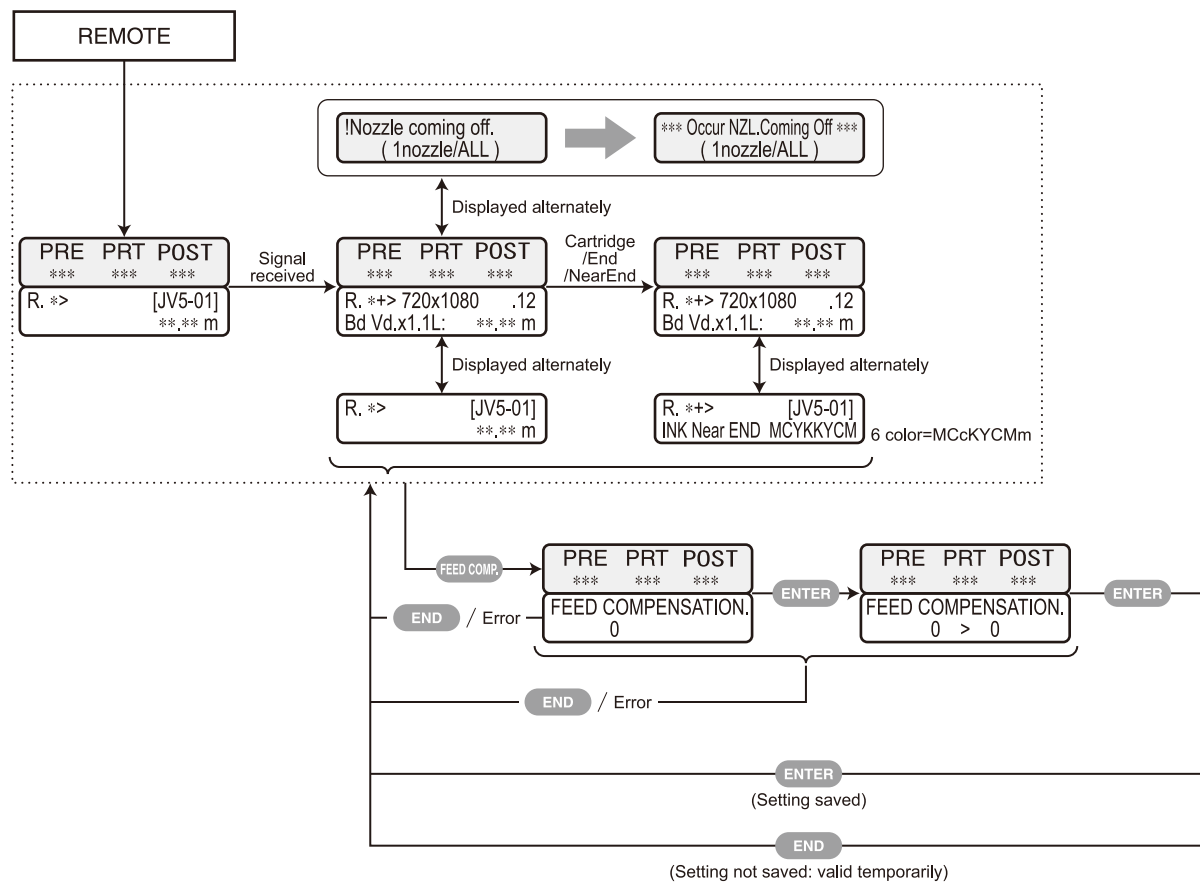 REMOTE
!Nozzle coming off.
( 1nozzle/ALL )
*** Occur NZL.Coming Off ***
( 1nozzle/ALL )
Displayed alternately
PRE PRT POST
*** *** ***
R. *> [JV5-01]
**.** m
Signal
received
PRE PRT POST
*** *** ***
R. *+> 720x1080 .12
Bd Vd.x1.1L: **.** m
Cartridge
/End
/NearEnd
PRE PRT POST
*** *** ***
R. *+> 720x1080 .12
Bd Vd.x1.1L: **.** m
Displayed alternately
Displayed alternately
R. *> [JV5-01]
**.** m
R. *+> [JV5-01]
INK Near END MCYKKYCM
6 color=MCcKYCMm
FEED COMP.
PRE PRT POST
*** *** ***
FEED COMPENSATION.
0
ENTER
PRE PRT POST
*** *** ***
FEED COMPENSATION.
0 > 0
ENTER
END / Error
END / Error
ENTER
(Setting saved)
END
(Setting not saved: valid temporarily)